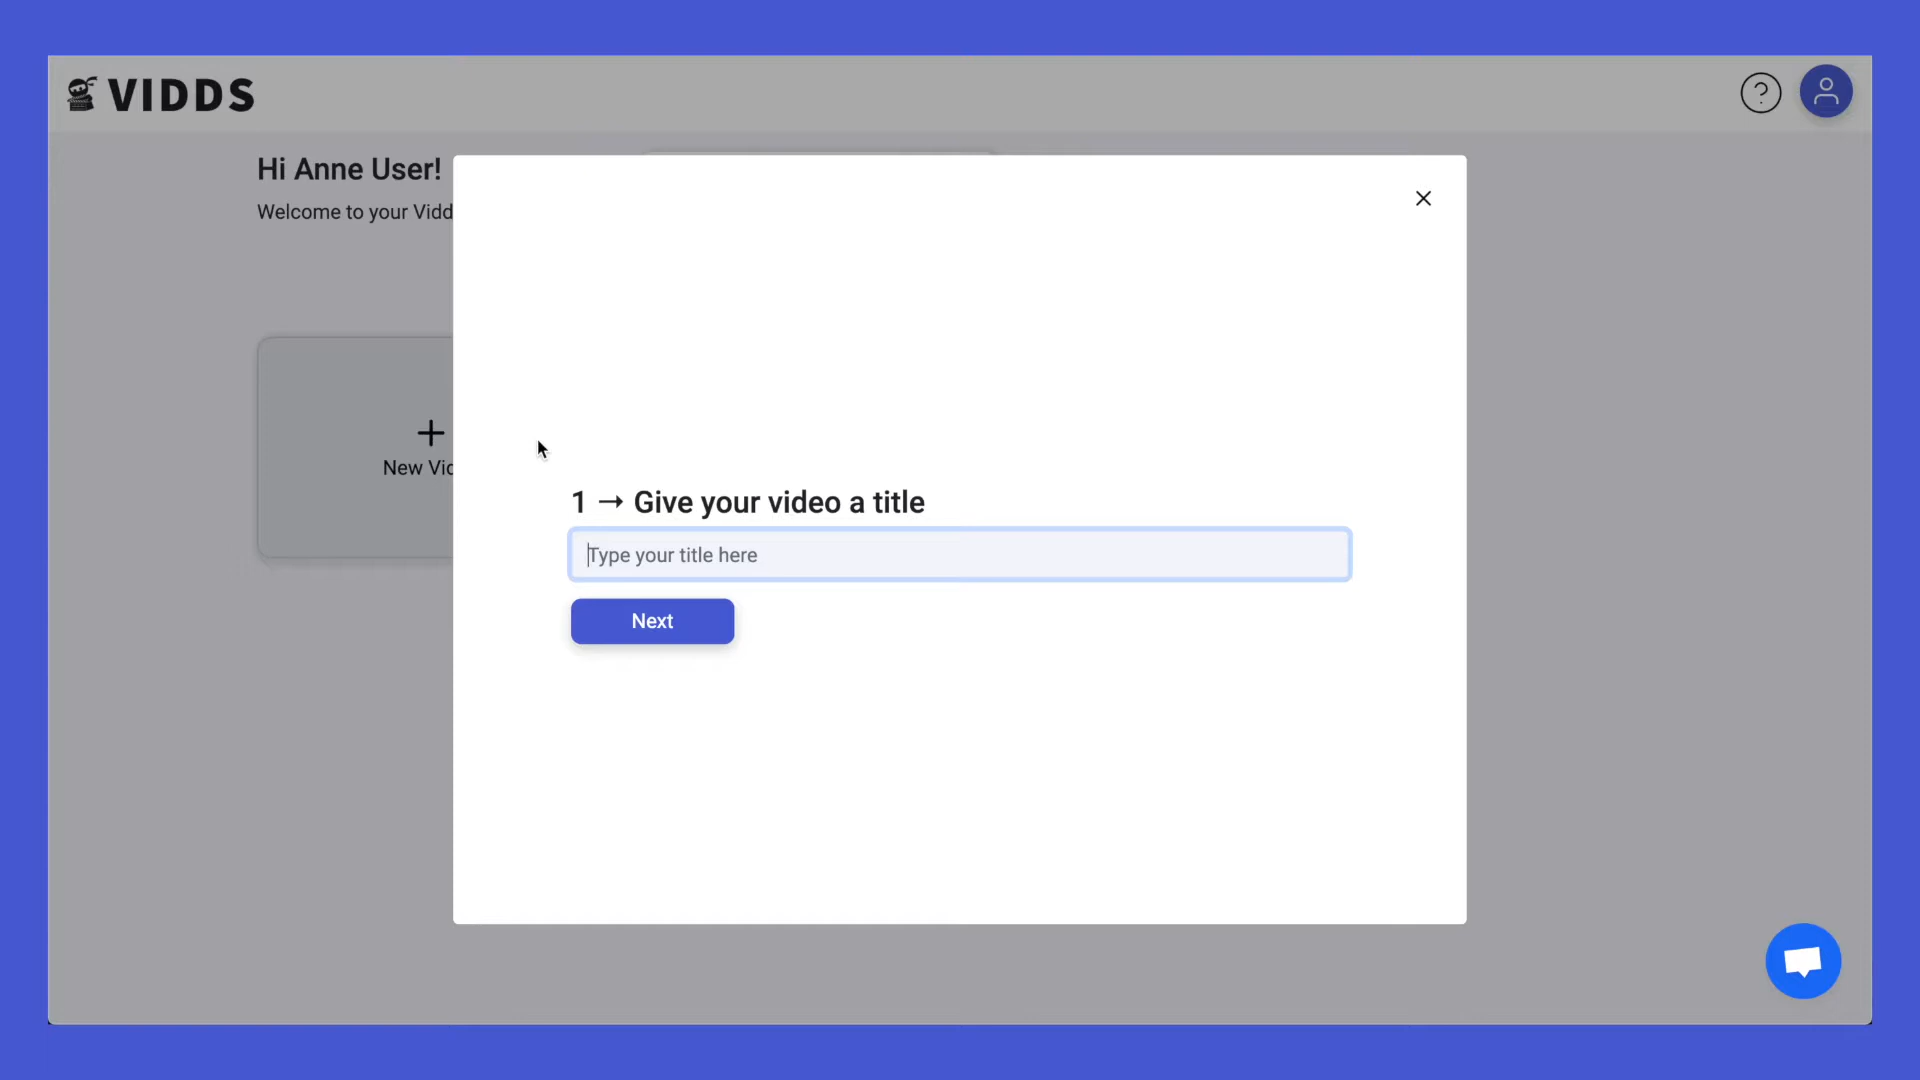 VIDDS
Hi Anne User!
Welcome to your Vidd
New Vid
1 → Give your video a title
Type your title here
Next